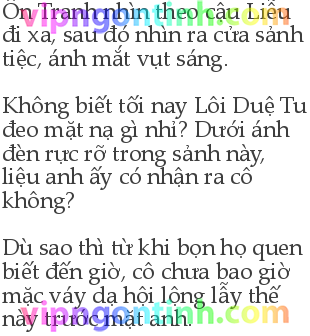 Ôn Tranh nhìn theo cậu Liễu
đi xa, sau đó nhìn ra cửa sảnh
tiệc, ánh mắt vụt sáng.
Không biết tối nay Lôi Duệ Tu
đeo mặt nạ gì nhỉ? Dưới ánh
đèn rực rỡ trong sảnh này,
liệu anh ấy có nhận ra cô
không?
Dù sao thì từ khi bọn họ quen
biết đến giờ, cô chưa bao giờ
mặc váy dạ hội lộng lẫy thế
này trước mặt anh.
vipngontinh.com
vipngontinh.com